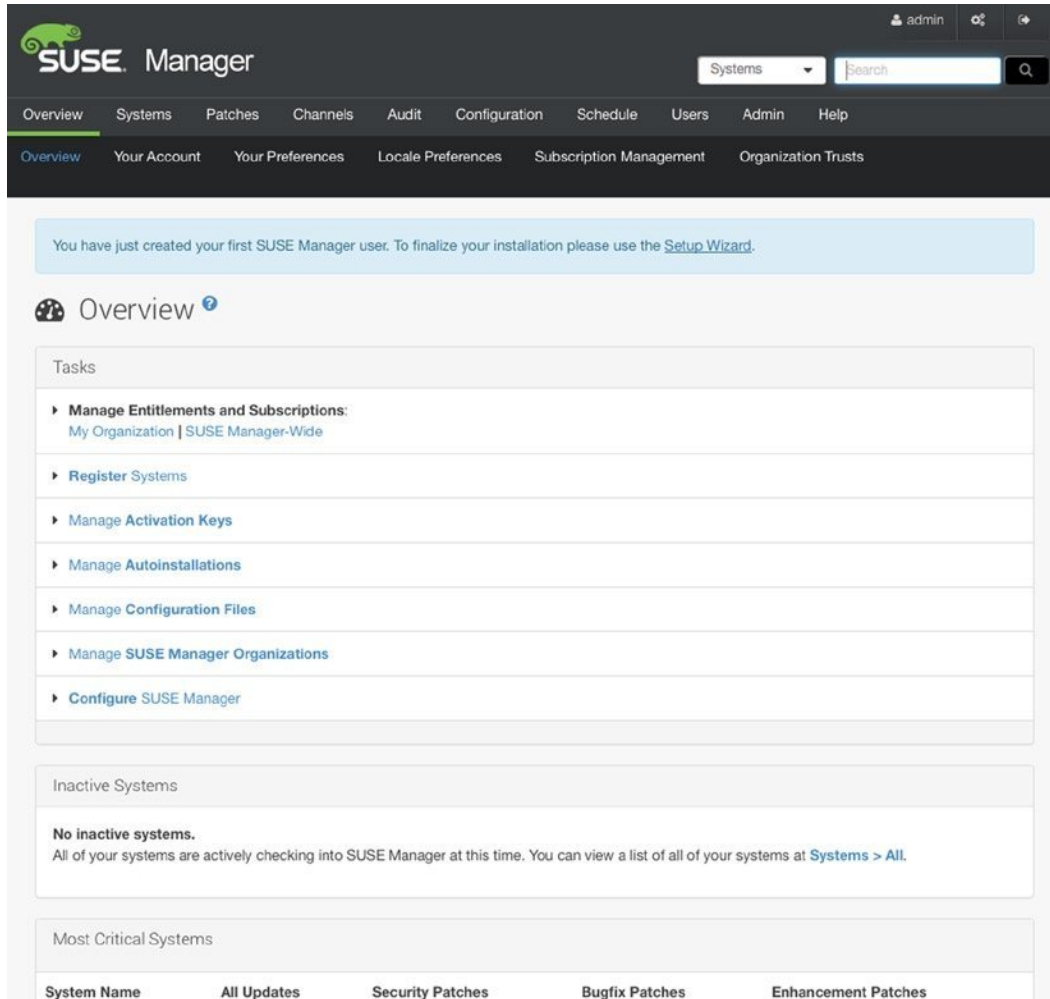 admin
SUSE. Manager
Systems
Search
Overview Systems Patches Channels Audit Configuration Schedule Users Admin Help
Overview Your Account Your Preferences Locale Preferences Subscription Management Organization Trusts
You have just created your first SUSE Manager user. To finalize your installation please use the Setup Wizard.
Overview ?
Tasks
Manage Entitlements and Subscriptions:
My Organization | SUSE Manager-Wide
Register Systems
Manage Activation Keys
Manage Autoinstallations
Manage Configuration Files
Manage SUSE Manager Organizations
Configure SUSE Manager
Inactive Systems
No inactive systems.
All of your systems are actively checking into SUSE Manager at this time. You can view a list of all of your systems at Systems > All.
Most Critical Systems
System Name All Updates Security Patches Bugfix Patches Enhancement Patches